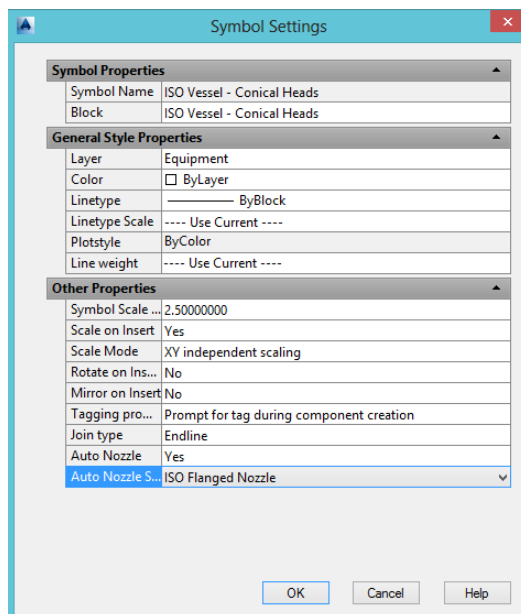 Symbol Settings
Symbol Properties
Symbol Name ISO Vessel - Conical Heads
Block ISO Vessel - Conical Heads
General Style Properties
Layer Equipment
Color ByLayer
Linetype ByBlock
Linetype Scale ---- Use Current ----
Plotstyle ByColor
Line weight ---- Use Current ----
Other Properties
Symbol Scale ... 2.50000000
Scale on Insert Yes
Scale Mode XY independent scaling
Rotate on Ins... No
Mirror on Insert No
Tagging pro... Prompt for tag during component creation
Join type Endline
Auto Nozzle Yes
Auto Nozzle S... ISO Flanged Nozzle
OK Cancel Help